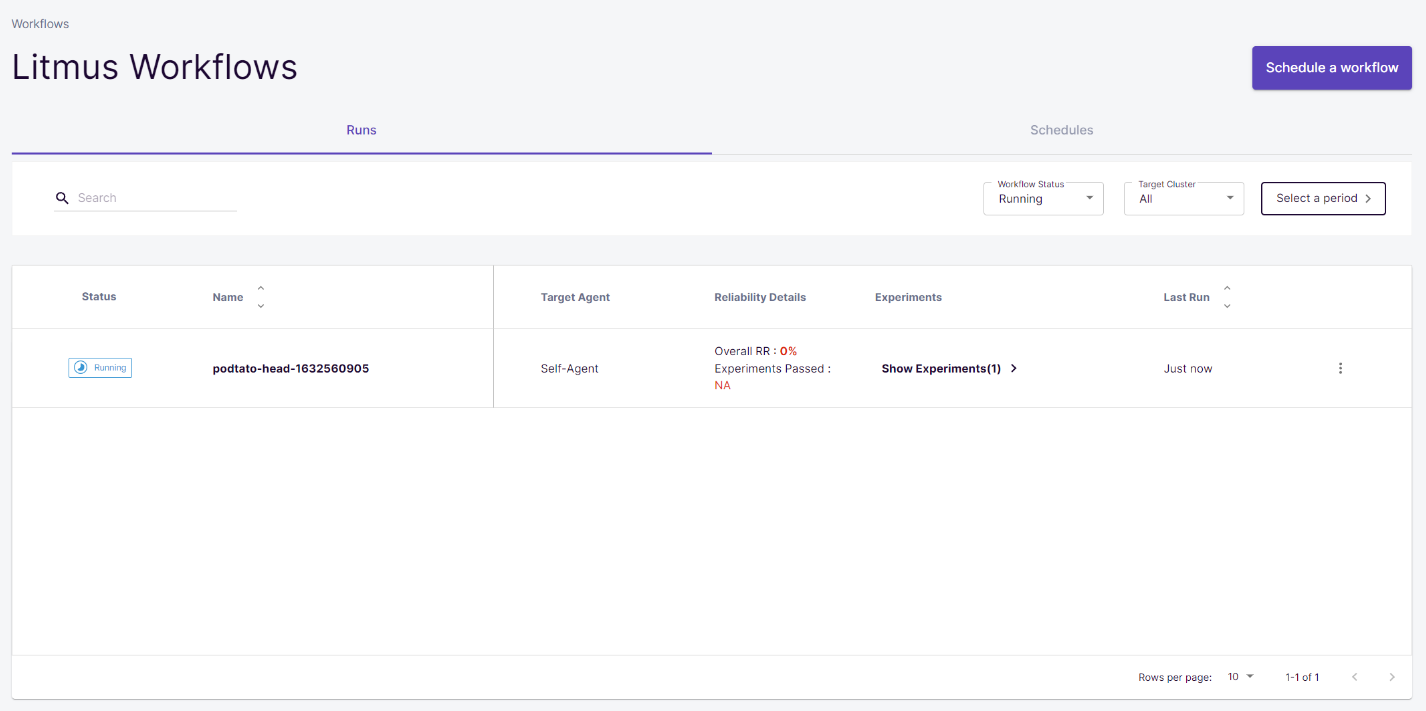 Workflows
Litmus Workflows
Schedule a workflow
Runs
Schedules
Search
Workflow Status
Running
Target Cluster
All
Select a period
Status
Name
Target Agent
Reliability Details
Experiments
Last Run
Running
podtato-head-1632560905
Self-Agent
Overall RR : 0%
Experiments Passed :
NA
Show Experiments(1)
Just now
Rows per page:
10
1-1 of 1